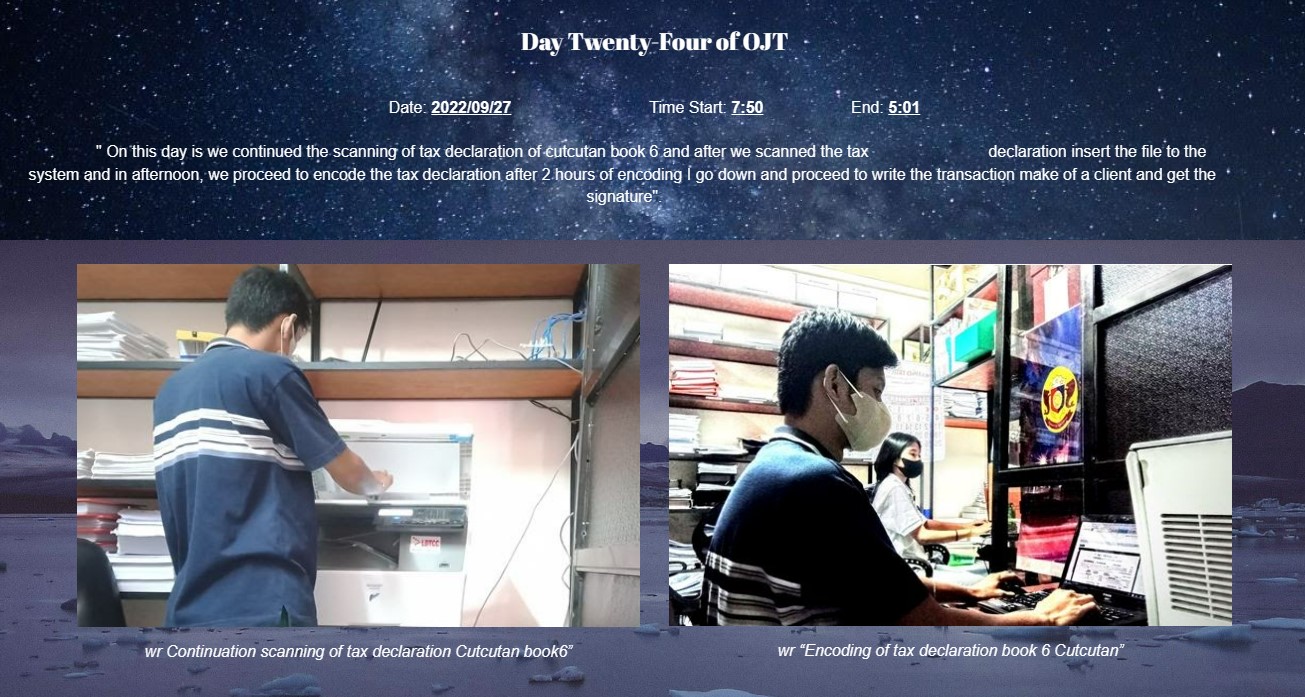 Day Twenty-Four of OJT
Date: 2022/09/27 Time Start: 7:50 End: 5:01
" On this day is we continued the scanning of tax declaration of cutcutan book 6 and after we scanned the tax declaration insert the file to the
system and in afternoon, we proceed to encode the tax declaration after 2 hours of encoding I go down and proceed to write the transaction make of a client and get the
signature".
wr Continuation scanning of tax declaration Cutcutan book6”
wr “Encoding of tax declaration book 6 Cutcutan”